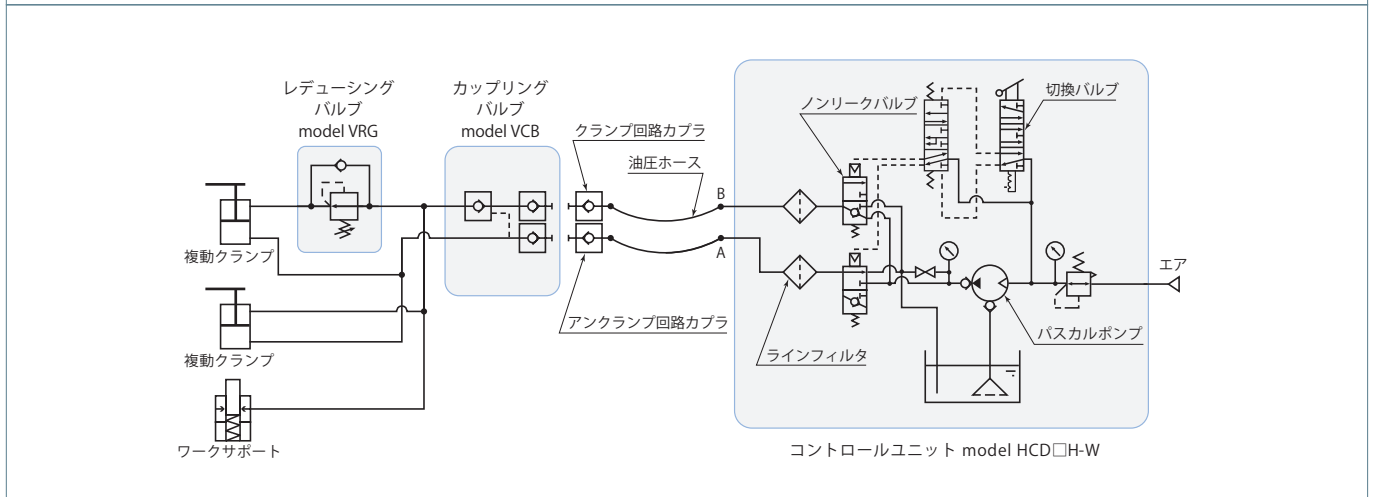 レデューシング
バルブ
model VRG
カップリング
バルブ
model VCB
クランプ回路カプラ
油圧ホース
B
A
アンクランプ回路カプラ
ノンリークバルブ
切換バルブ
エア
パスカルポンプ
ラインフィルタ
複動クランプ
複動クランプ
ワークサポート
コントロールユニット model HCD□H-W